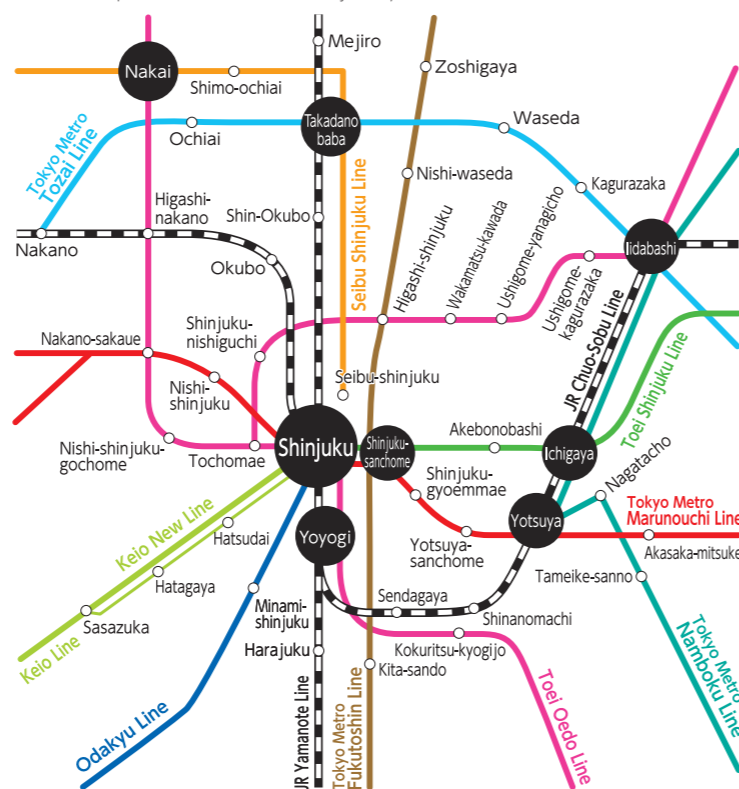 Mejiro
Zoshigaya
Nakai
Shimo-ochiai
Takadano
baba
Waseda
Ochiai
Tokyo Metro
Tozai Line
Nishi-waseda
Kagurazaka
Higashi-
nakano
Shin-Okubo
Seibu Shinjuku Line
Higashi-shinjuku
Wakamatsu-kawada
Ushigome-yanagicho
Ushigome-
kagurazaka
Iidabashi
Nakano
Okubo
JR Chuo-Sobu Line
Shinjuku-
nishiguchi
Nakano-sakaue
Nishi-
shinjuku
Seibu-shinjuku
Toei Shinjuku Line
Nishi-shinjuku-
gochome
Tochomae
Shinjuku
Shinjuku-
sanchome
Akebonobashi
Ichigaya
Shinjuku-
gyoemmae
Nagatacho
Tokyo Metro
Marunouchi Line
Keio New Line
Hatsudai
Yoyogi
Yotsuya-
sanchome
Yotsuya
Akasaka-mitsuke
Hatagaya
Tameike-sanno
Sasazuka
Keio Line
Minami-
shinjuku
Sendagaya
Shinanomachi
Harajuku
Kokuritsu-kyogijo
Kita-sando
Odakyu Line
JR Yamanote Line
Tokyo Metro
Fukutoshin Line
Toei Oedo Line
Tokyo Metro
Namboku Line